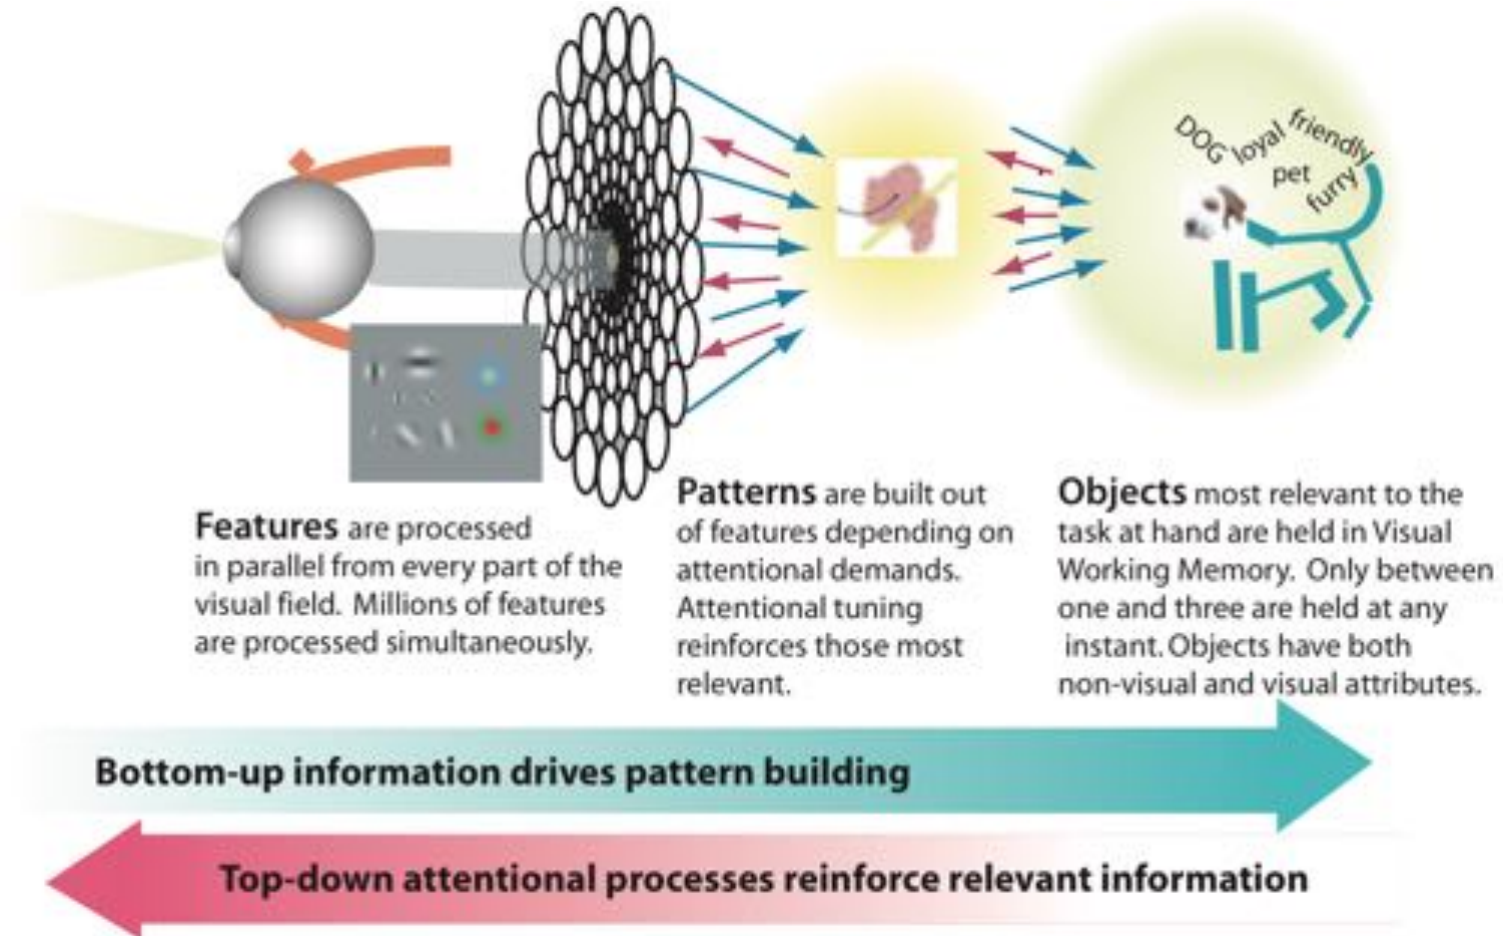 DOG loyal friendly
pet
furry
Features are processed
in parallel from every part of the
visual field. Millions of features
are processed simultaneously.
Patterns are built out
of features depending on
attentional demands.
Attentional tuning
reinforces those most
relevant.
Objects most relevant to the
task at hand are held in Visual
Working Memory. Only between
one and three are held at any
instant. Objects have both
non-visual and visual attributes.
Bottom-up information drives pattern building
Top-down attentional processes reinforce relevant information